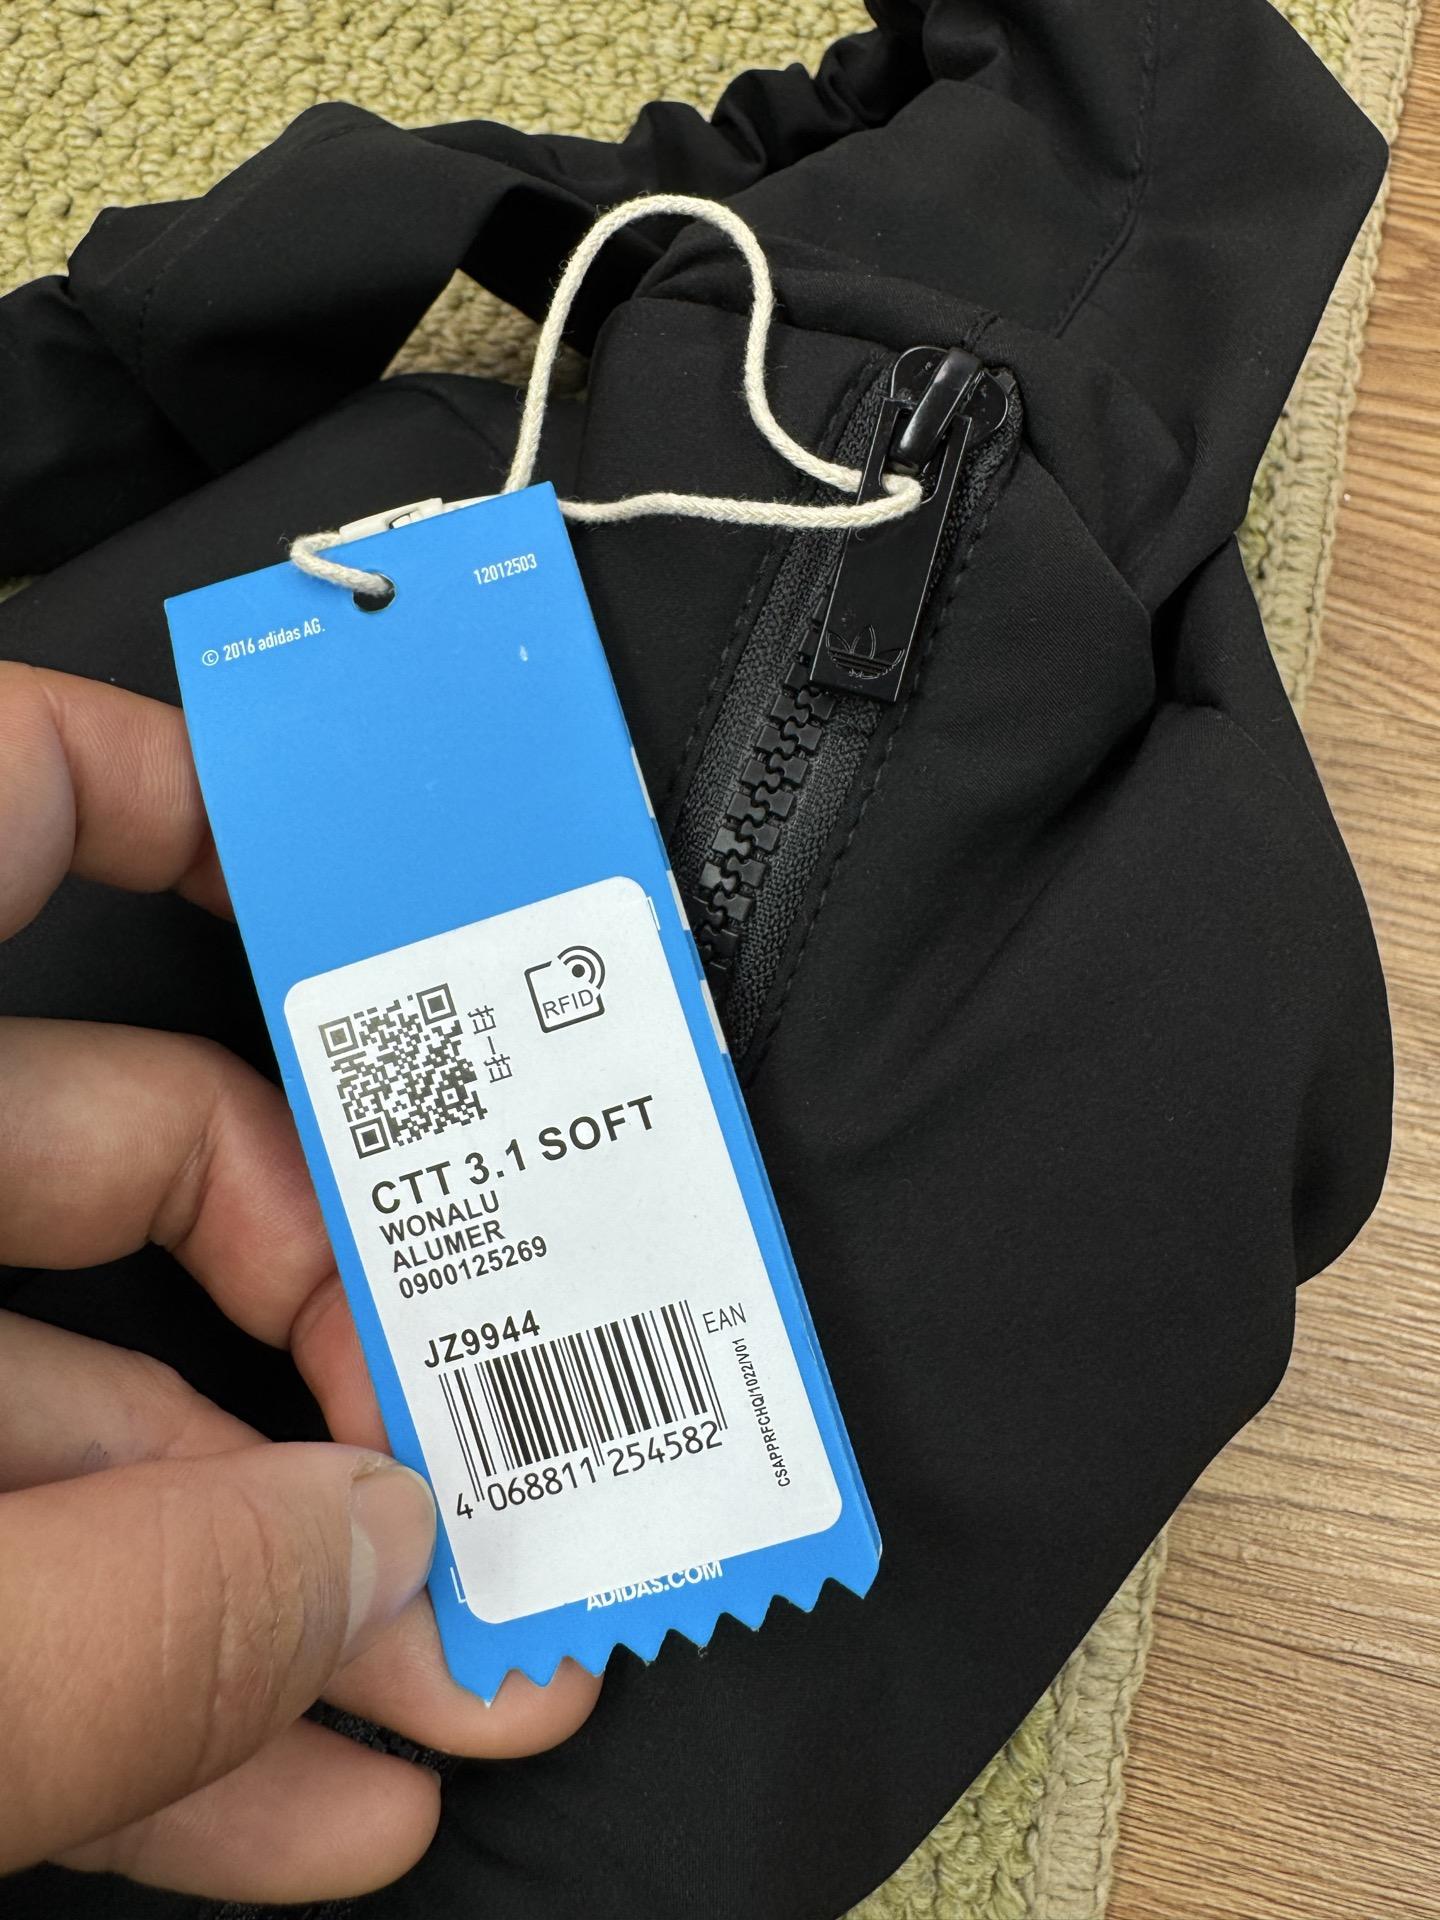 12012503
© 2016 adidas AG.
RFID
CTT 3.1 SOFT
WONALU
ALUMER
0900125269
JZ9944
EAN
4 068811 254582
CSAPPRFCHQ/1022/V01
ADIDAS.COM